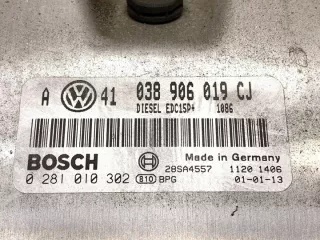 A VW 41 038 906 019 CJ
DIESEL EDC15P+ 1086
BOSCH Made in Germany
28SA4557 1120 1406
0 281 010 302 810 BPG 01-01-13